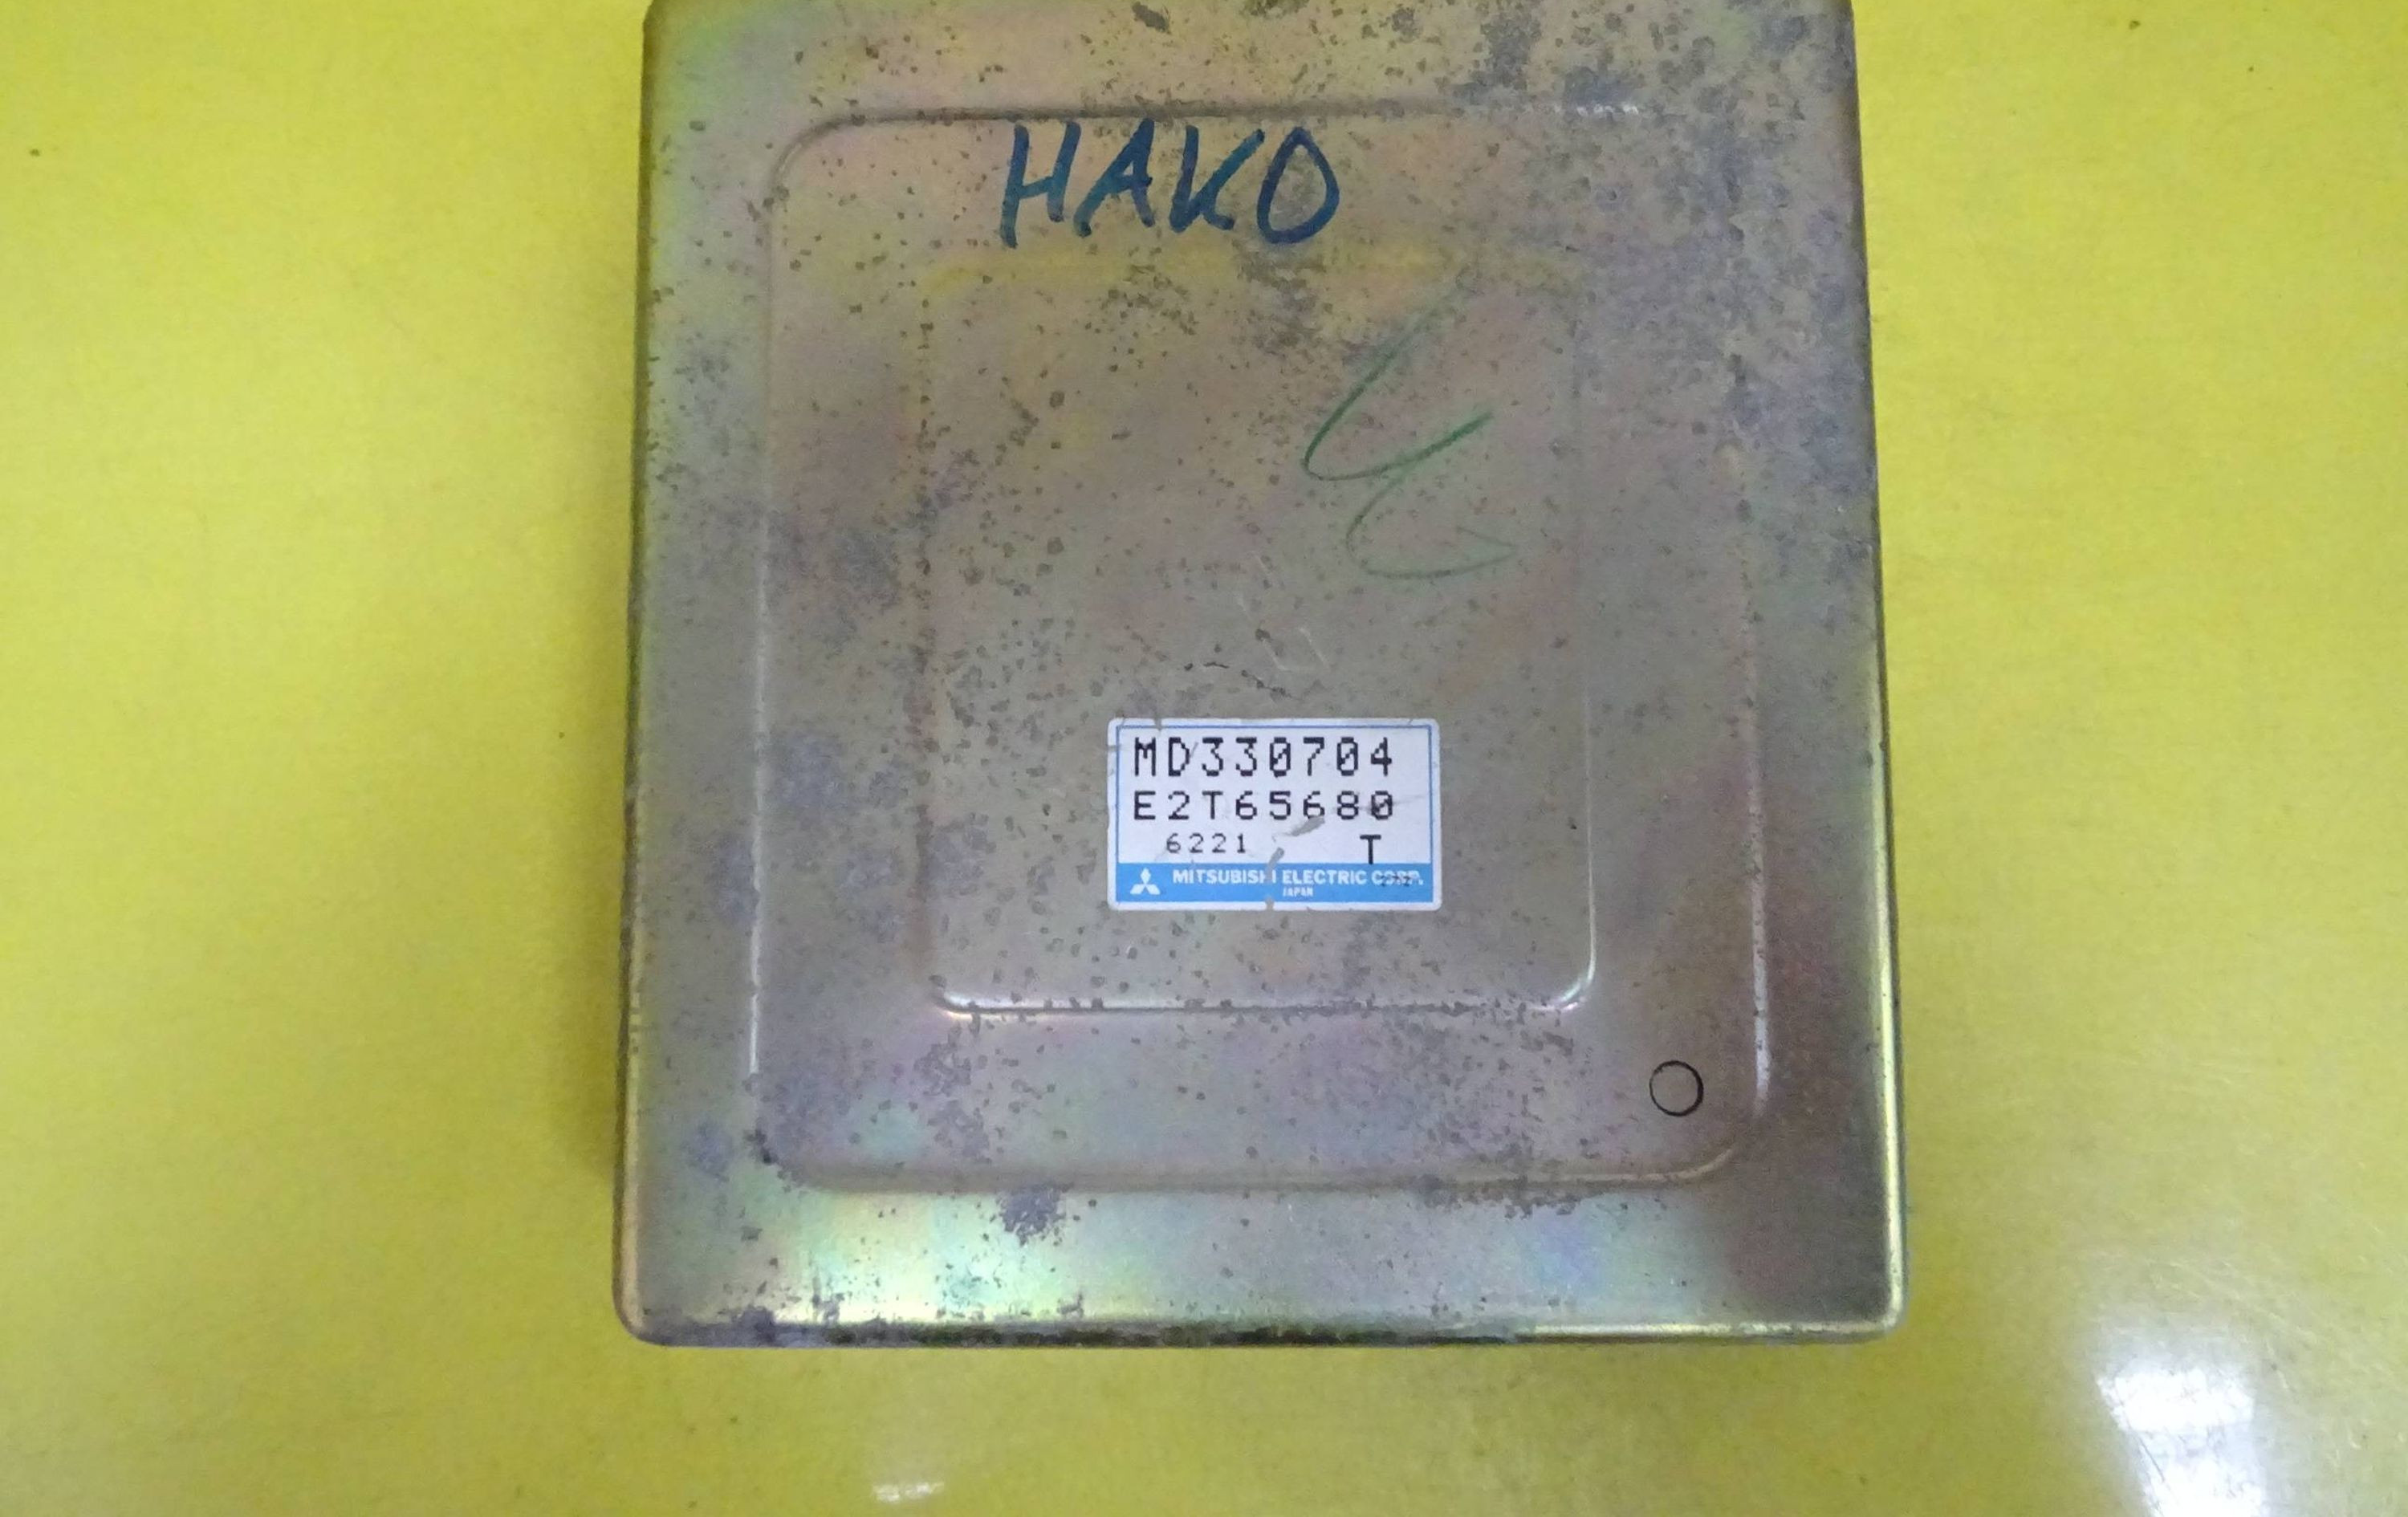 HAKO
MD330704
E2T65680
6221 T
MITSUBISHI ELECTRIC CORP.
JAPAN